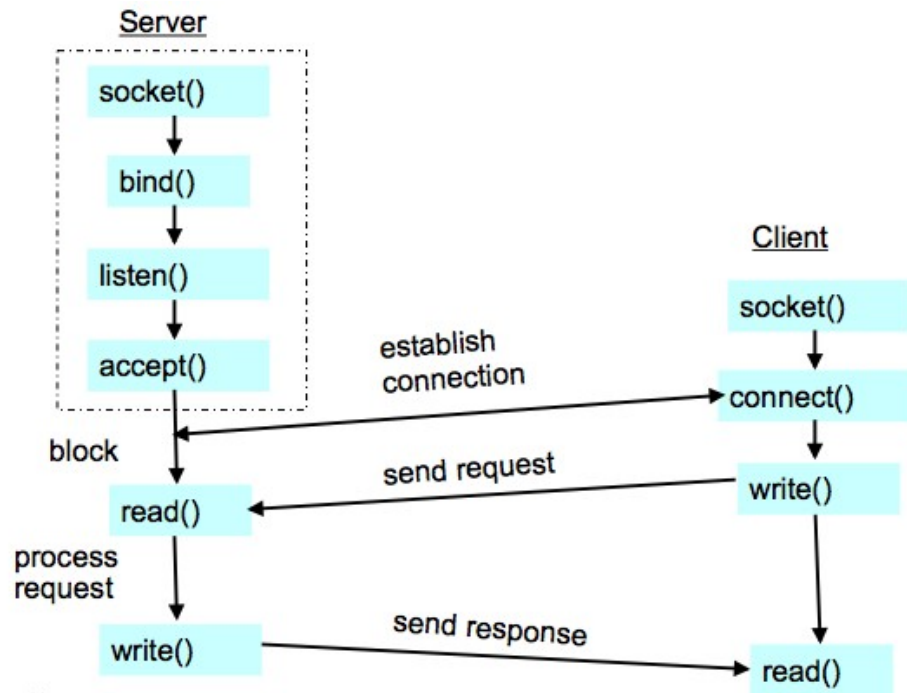 Server
socket()
bind()
listen()
accept()
block
read()
process
request
write()
establish
connection
send request
send response
Client
socket()
connect()
write()
read()